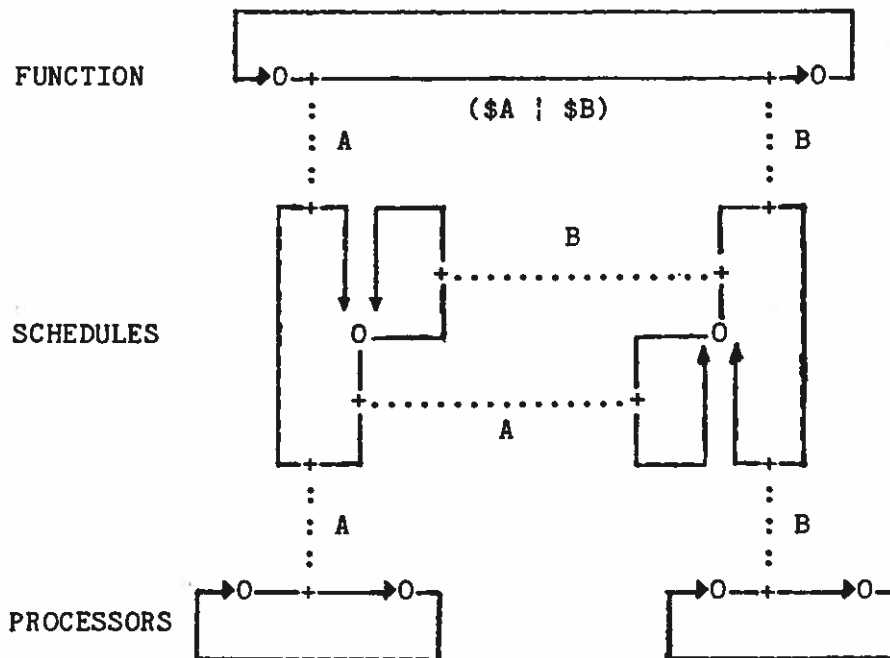 FUNCTION
O O
($A ¦ $B)
A B
B
SCHEDULES O O
A
A B
O O O O
PROCESSORS